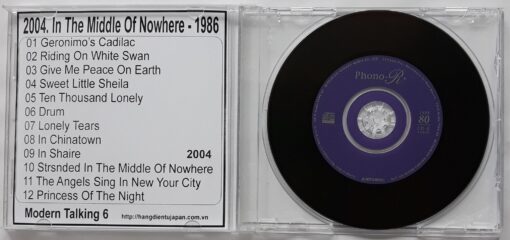 2004. In The Middle Of Nowhere - 1986
01 Geronimo's Cadilac
02 Riding On White Swan
03 Give Me Peace On Earth
04 Sweet Little Sheila
05 Ten Thousand Lonely
06 Drum
07 Lonely Tears
08 In Chinatown
09 In Shaire 2004
10 Strsnded In The Middle Of Nowhere
11 The Angels Sing In New Your City
12 Princess Of The Night
Modern Talking 6 http://hangdientujapan.com.vn
Phono-R
80